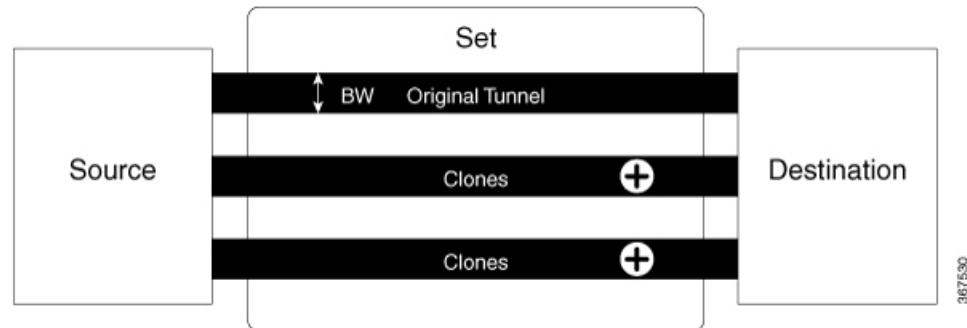 Set
BW Original Tunnel
Source
Clones
Destination
Clones
367530